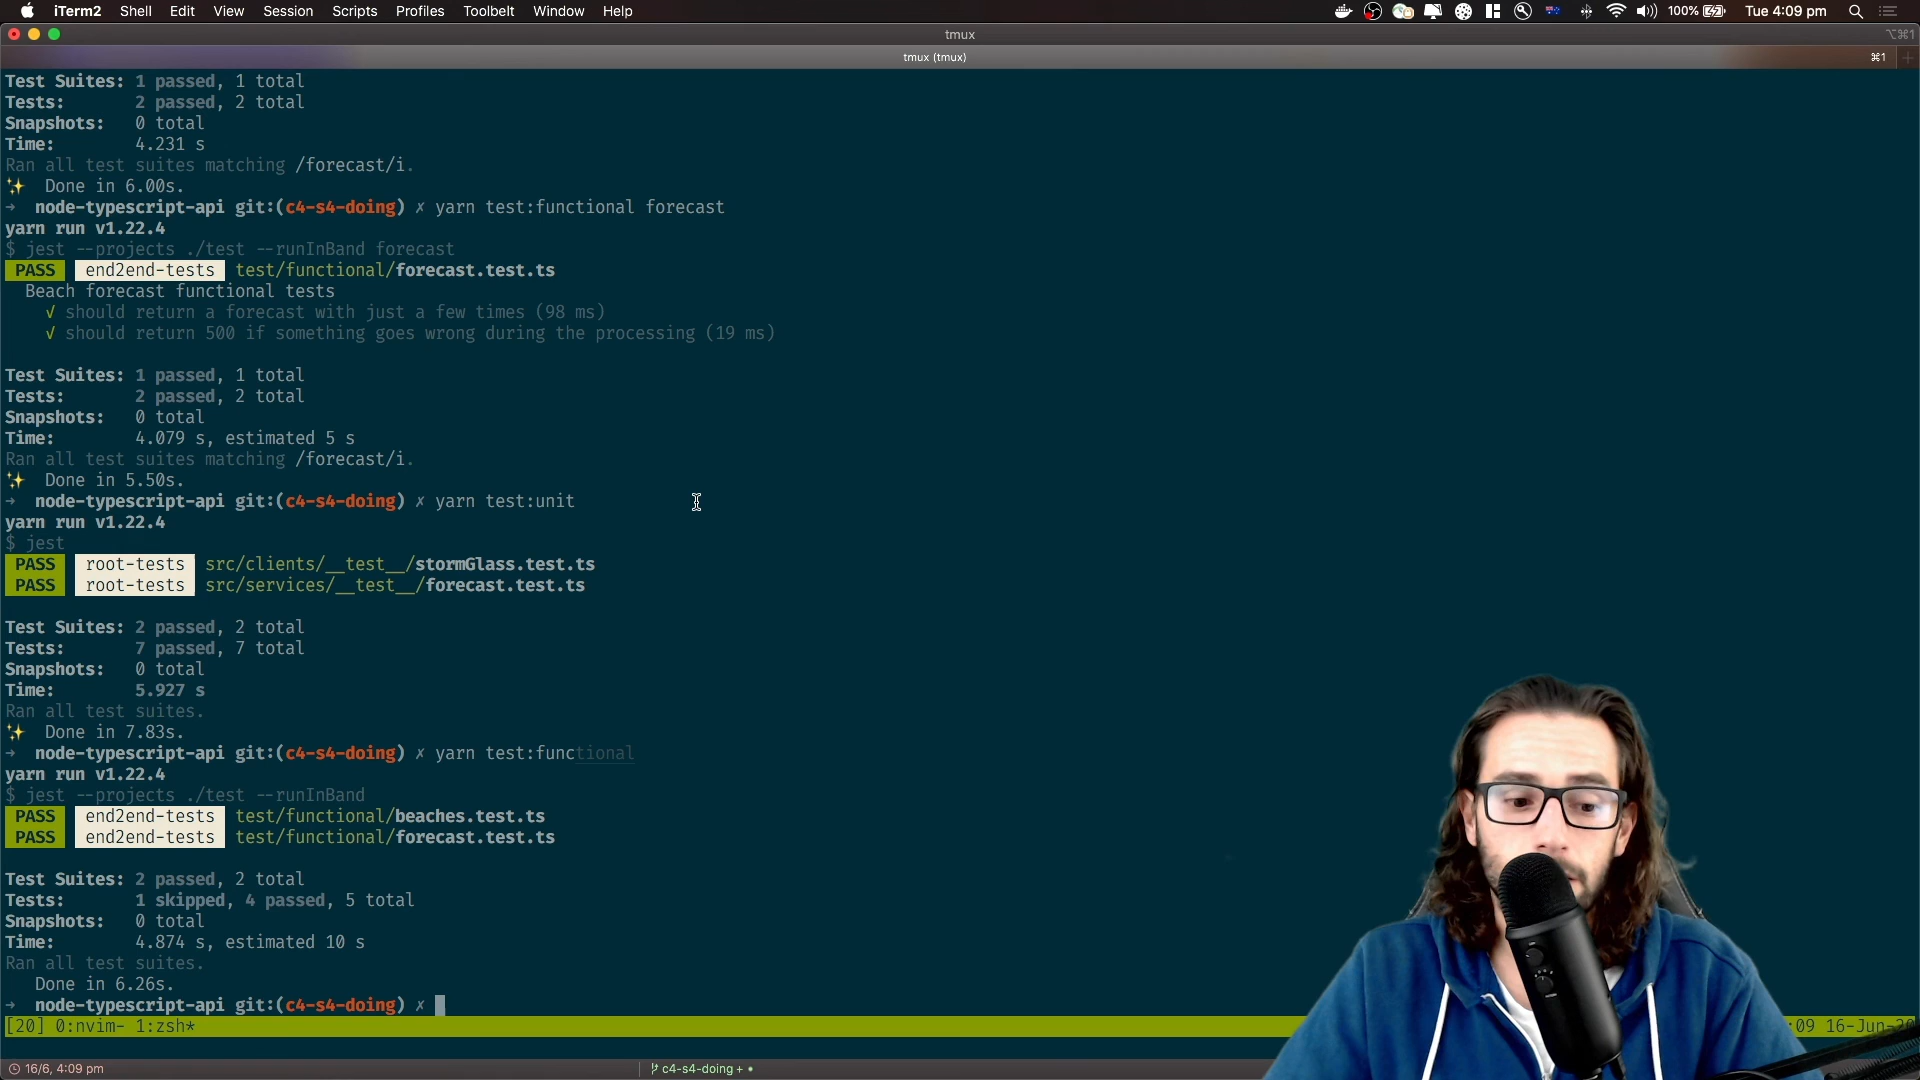 iTerm2 Shell Edit View Session Scripts Profiles Toolbelt Window Help 100% Tue 4:09 pm
tmux ⌥⌘1
tmux (tmux) ⌘1
Test Suites: 1 passed, 1 total
Tests: 2 passed, 2 total
Snapshots: 0 total
Time: 4.231 s
Ran all test suites matching /forecast/i.
✨ Done in 6.00s.
→ node-typescript-api git:(c4-s4-doing) ✗ yarn test:functional forecast
yarn run v1.22.4
$ jest --projects ./test --runInBand forecast
PASS end2end-tests test/functional/forecast.test.ts
Beach forecast functional tests
√ should return a forecast with just a few times (98 ms)
√ should return 500 if something goes wrong during the processing (19 ms)
Test Suites: 1 passed, 1 total
Tests: 2 passed, 2 total
Snapshots: 0 total
Time: 4.079 s, estimated 5 s
Ran all test suites matching /forecast/i.
✨ Done in 5.50s.
→ node-typescript-api git:(c4-s4-doing) ✗ yarn test:unit
yarn run v1.22.4
$ jest
PASS root-tests src/clients/__test__/stormGlass.test.ts
PASS root-tests src/services/__test__/forecast.test.ts
Test Suites: 2 passed, 2 total
Tests: 7 passed, 7 total
Snapshots: 0 total
Time: 5.927 s
Ran all test suites.
✨ Done in 7.83s.
→ node-typescript-api git:(c4-s4-doing) ✗ yarn test:functional
yarn run v1.22.4
$ jest --projects ./test --runInBand
PASS end2end-tests test/functional/beaches.test.ts
PASS end2end-tests test/functional/forecast.test.ts
Test Suites: 2 passed, 2 total
Tests: 1 skipped, 4 passed, 5 total
Snapshots: 0 total
Time: 4.874 s, estimated 10 s
Ran all test suites.
Done in 6.26s.
→ node-typescript-api git:(c4-s4-doing) ✗
[20] 0:nvim- 1:zsh* :09 16-Jun-20
16/6, 4:09 pm c4-s4-doing + •